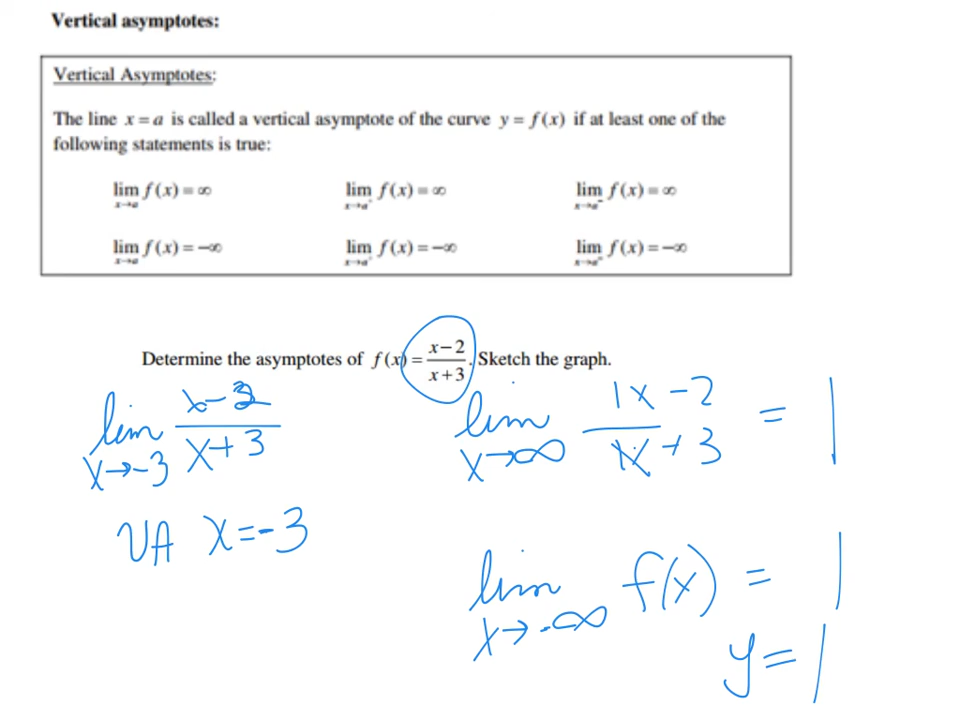 Vertical asymptotes:
Vertical Asymptotes:
The line x = a is called a vertical asymptote of the curve y = f(x) if at least one of the
following statements is true:
lim f(x) = ∞ lim f(x) = ∞ lim f(x) = ∞
x→a x→a⁺ x→a⁻
lim f(x) = −∞ lim f(x) = −∞ lim f(x) = −∞
x→a x→a⁺ x→a⁻
Determine the asymptotes of f(x) = (x−2)/(x+3). Sketch the graph.
lim x→-3 (x-2)/(x+3)
VA x=-3
lim x→∞ (1x-2)/(1x+3) = 1
lim x→-∞ f(x) = 1
y=1